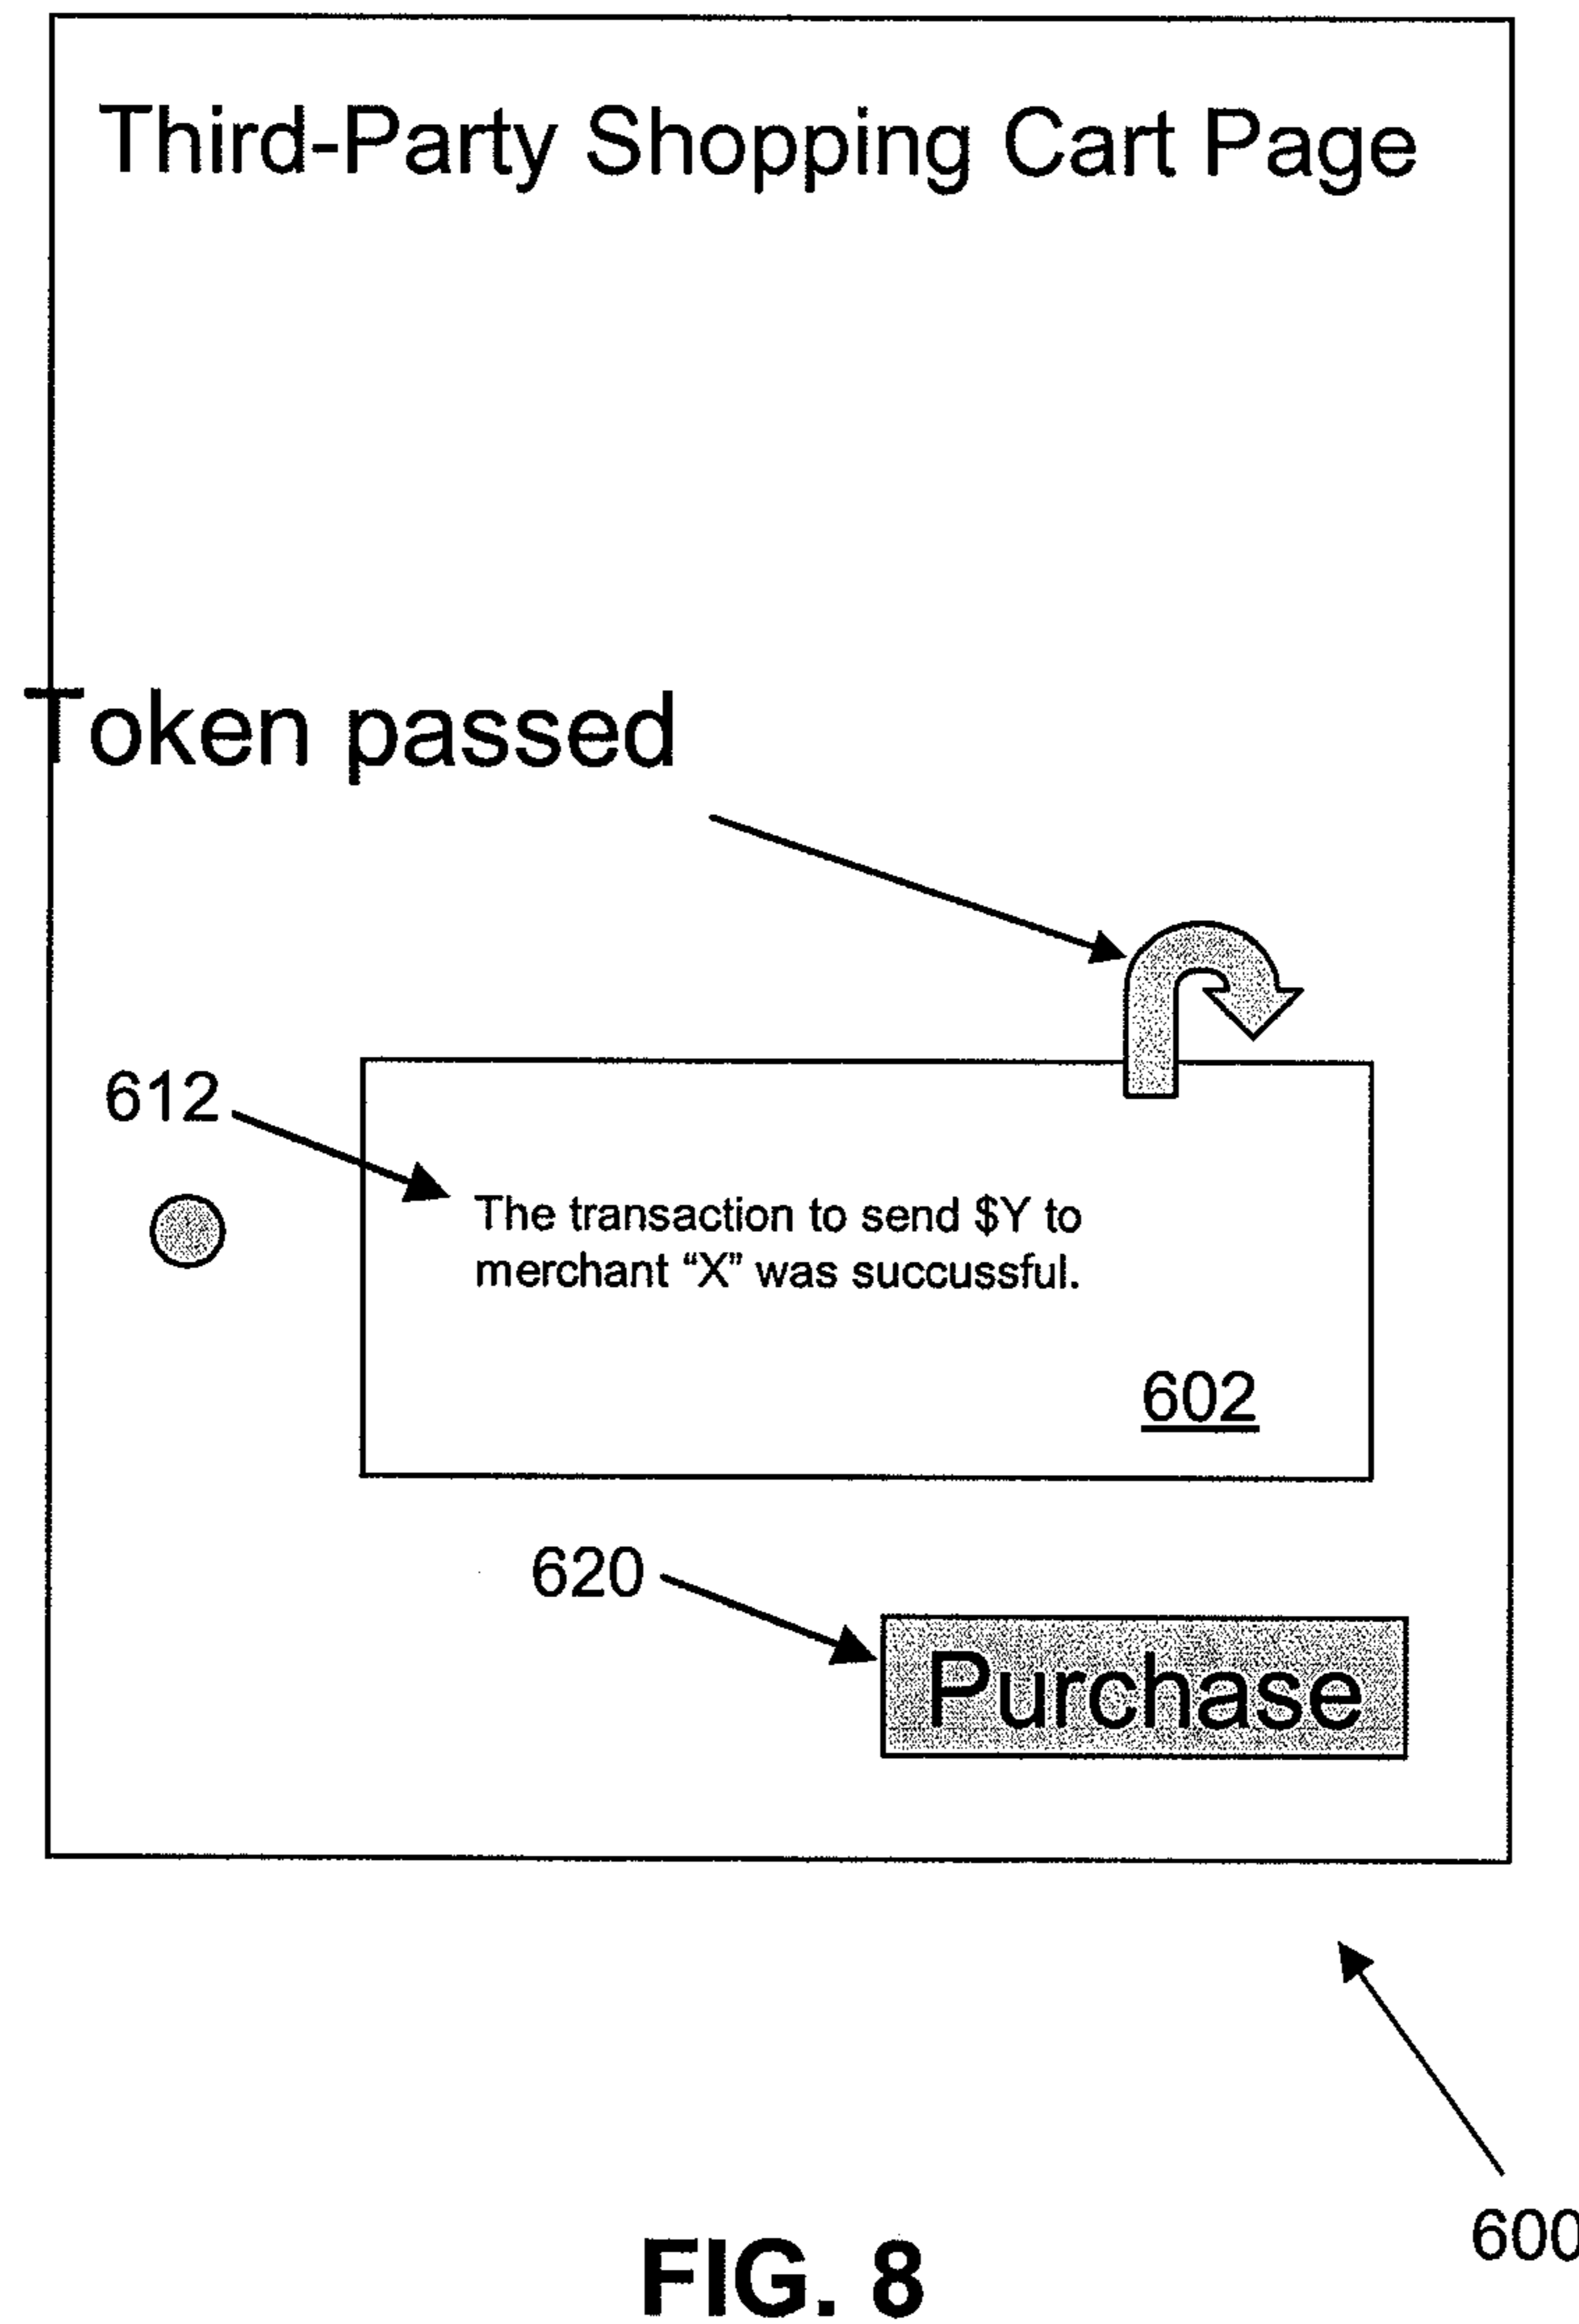 Third-Party Shopping Cart Page
Token passed
612
The transaction to send $Y to
merchant “X” was succussful.
602
620
Purchase
600
FIG. 8